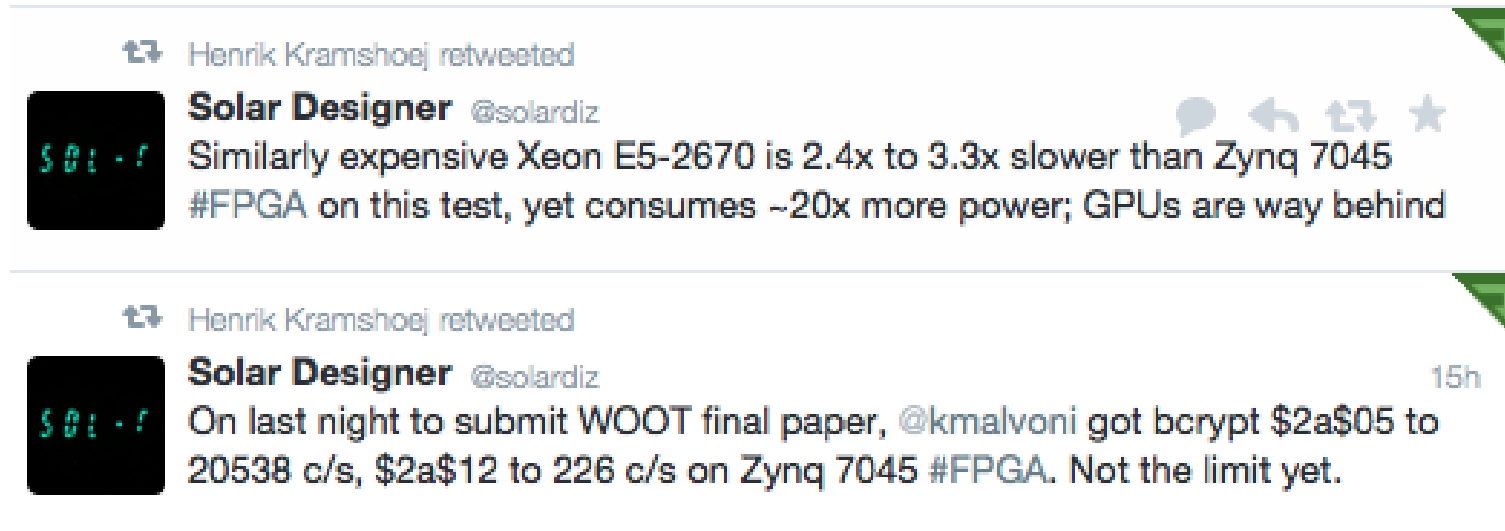 Henrik Kramshoej retweeted
Solar Designer @solardiz
Similarly expensive Xeon E5-2670 is 2.4x to 3.3x slower than Zynq 7045
#FPGA on this test, yet consumes ~20x more power; GPUs are way behind
Henrik Kramshoej retweeted
Solar Designer @solardiz 15h
On last night to submit WOOT final paper, @kmalvoni got bcrypt $2a$05 to
20538 c/s, $2a$12 to 226 c/s on Zynq 7045 #FPGA. Not the limit yet.